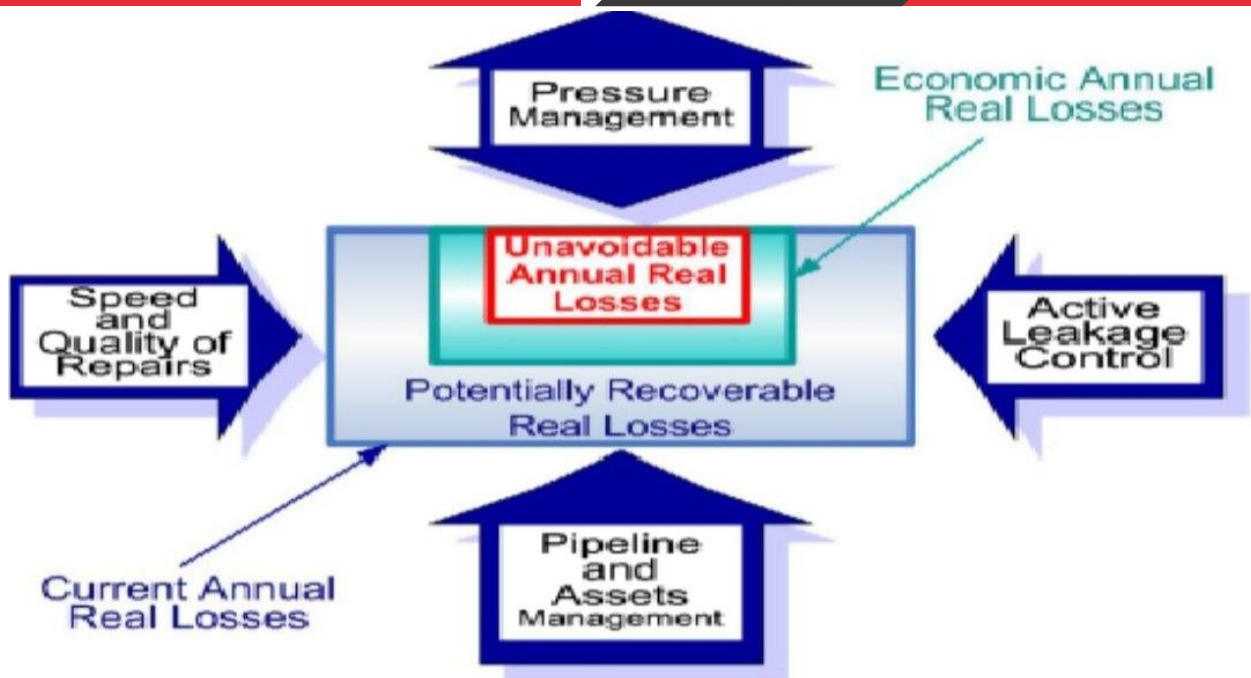 Pressure
Management
Economic Annual
Real Losses
Unavoidable
Annual Real
Losses
Speed
and
Quality of
Repairs
Active
Leakage
Control
Potentially Recoverable
Real Losses
Pipeline
and
Assets
Management
Current Annual
Real Losses